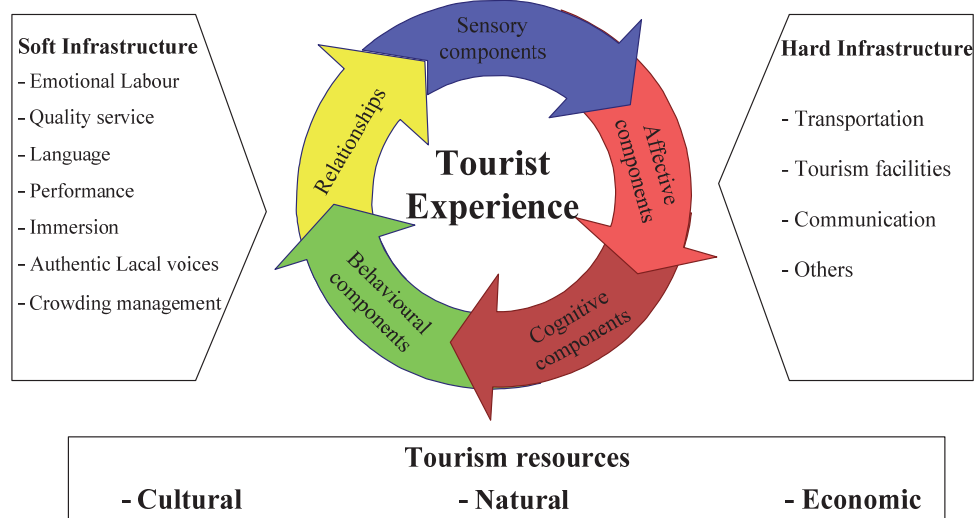 Soft Infrastructure
- Emotional Labour
- Quality service
- Language
- Performance
- Immersion
- Authentic Lacal voices
- Crowding management
Sensory
components
Affective
components
Cognitive
components
Behavioural
components
Relationships
Tourist
Experience
Hard Infrastructure
- Transportation
- Tourism facilities
- Communication
- Others
Tourism resources
- Cultural - Natural - Economic